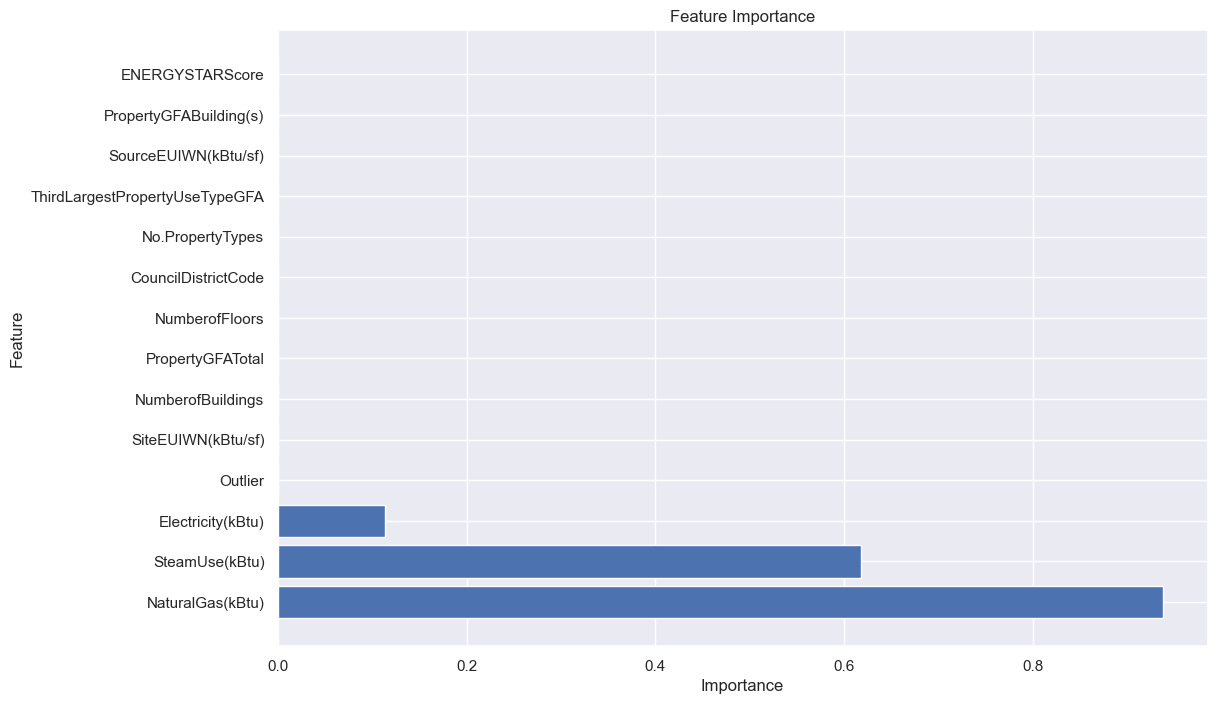 Feature Importance
ENERGYSTARScore
PropertyGFABuilding(s)
SourceEUIWN(kBtu/sf)
ThirdLargestPropertyUseTypeGFA
No.PropertyTypes
CouncilDistrictCode
NumberofFloors
PropertyGFATotal
NumberofBuildings
SiteEUIWN(kBtu/sf)
Outlier
Electricity(kBtu)
SteamUse(kBtu)
NaturalGas(kBtu)
Feature
0.0 0.2 0.4 0.6 0.8
Importance